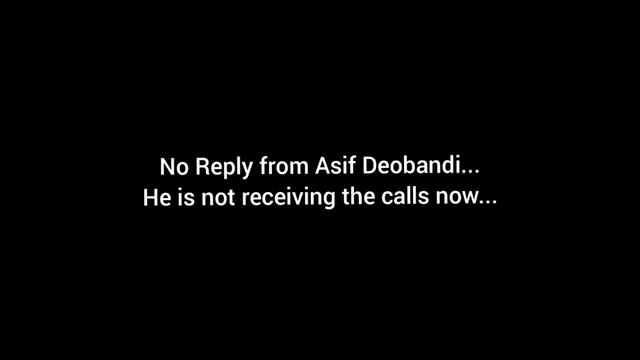 No Reply from Asif Deobandi...
He is not receiving the calls now...